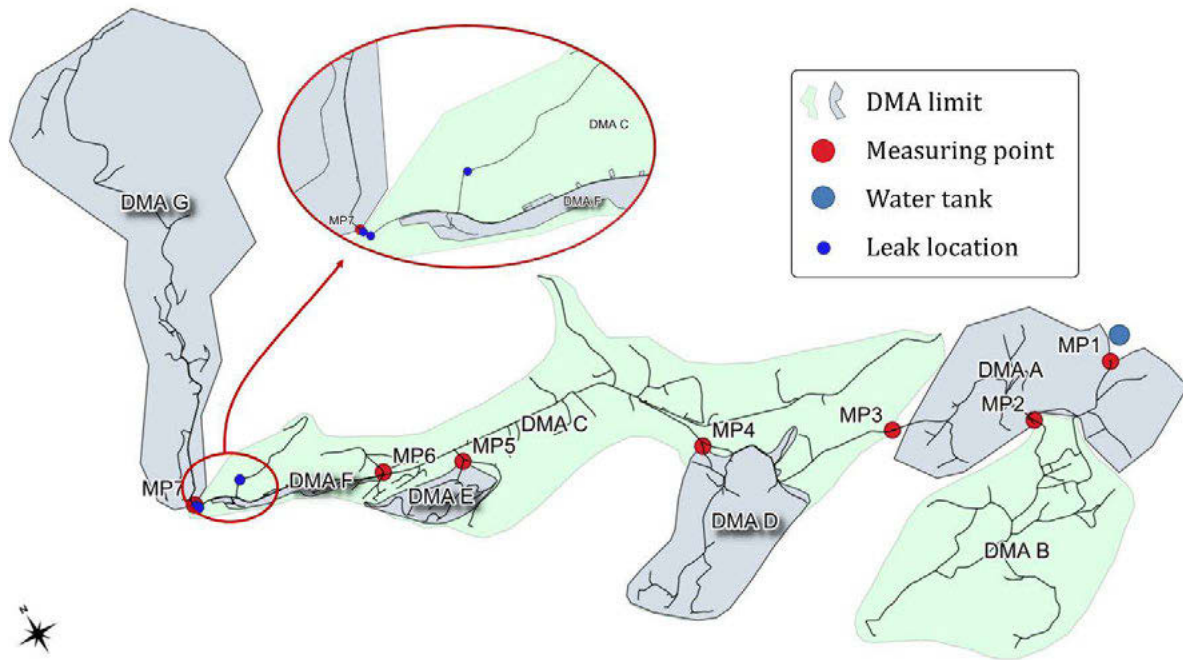 DMA C
DMA F
MP7
DMA limit
Measuring point
Water tank
Leak location
DMA G
MP1
DMA A
MP2
MP3
DMA C
MP4
MP5
MP6
DMA F
DMA E
MP7
DMA D
DMA B
N